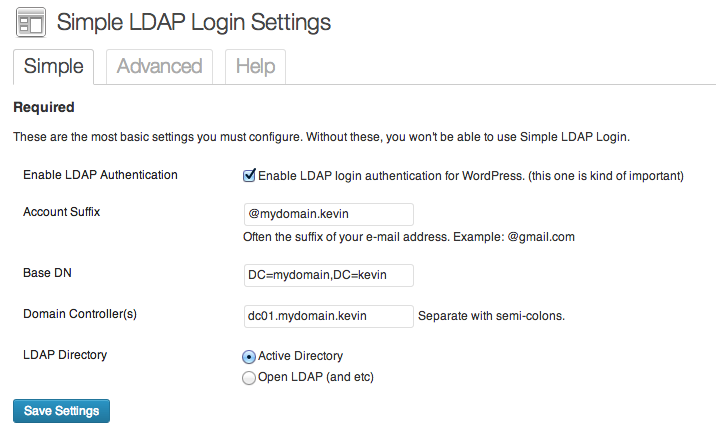 Simple LDAP Login Settings
Simple Advanced Help
Required
These are the most basic settings you must configure. Without these, you won't be able to use Simple LDAP Login.
Enable LDAP Authentication Enable LDAP login authentication for WordPress. (this one is kind of important)
Account Suffix @mydomain.kevin
Often the suffix of your e-mail address. Example: @gmail.com
Base DN DC=mydomain,DC=kevin
Domain Controller(s) dc01.mydomain.kevin Separate with semi-colons.
LDAP Directory Active Directory
Open LDAP (and etc)
Save Settings